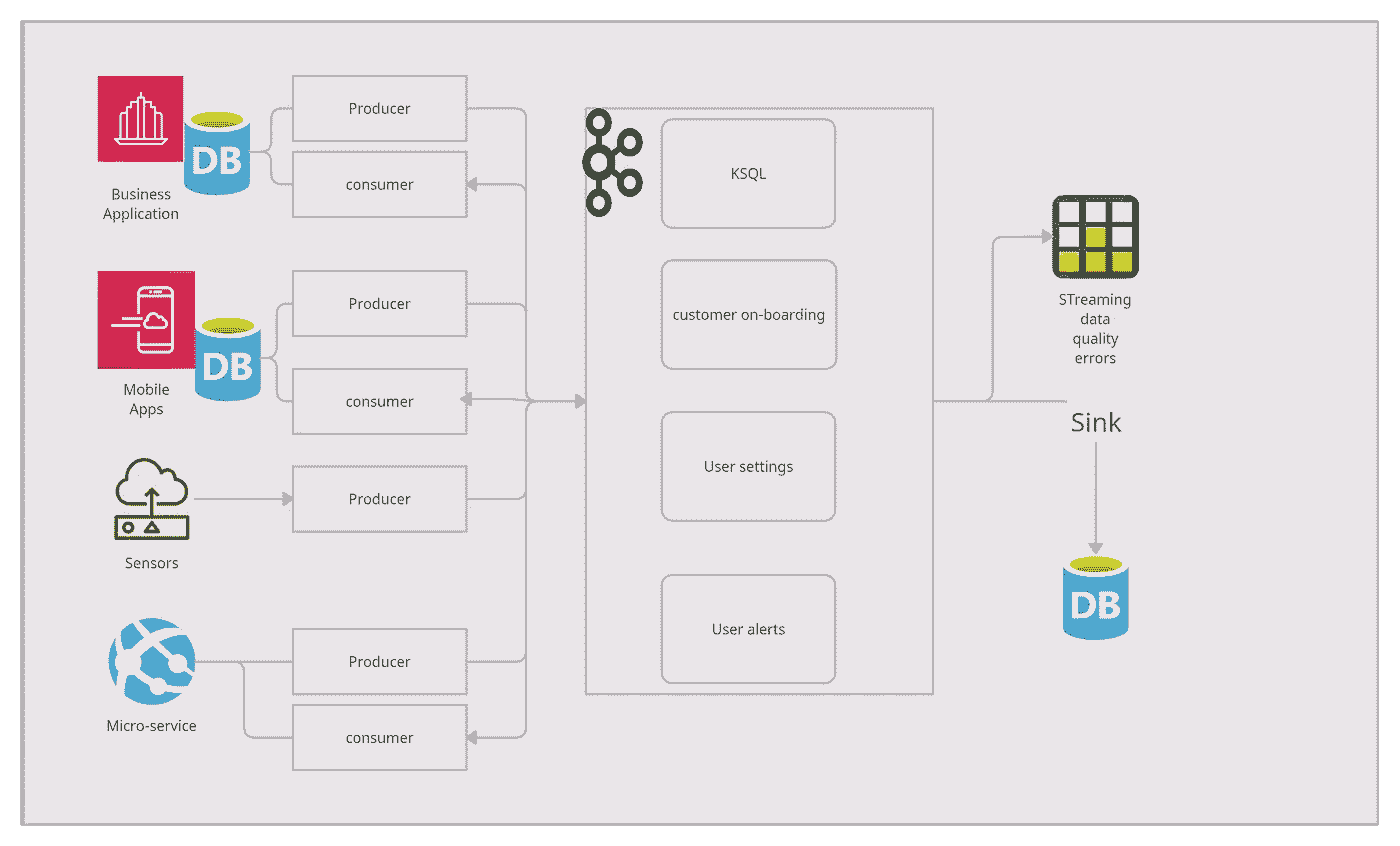 Business
Application
DB
Producer
consumer
Mobile
Apps
DB
Producer
consumer
Sensors
Producer
Micro-service
Producer
consumer
KSQL
customer on-boarding
User settings
User alerts
STreaming
data
quality
errors
Sink
DB